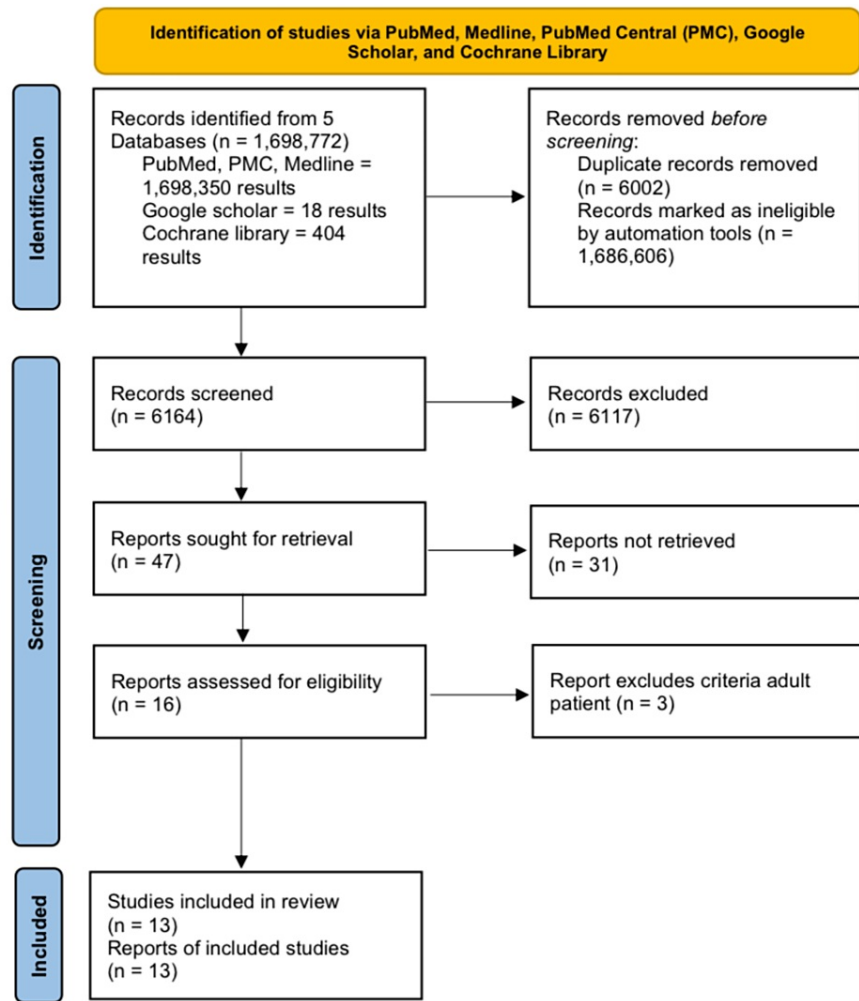 Identification of studies via PubMed, Medline, PubMed Central (PMC), Google
Scholar, and Cochrane Library
Identification
Records identified from 5
Databases (n = 1,698,772)
PubMed, PMC, Medline =
1,698,350 results
Google scholar = 18 results
Cochrane library = 404
results
Records removed before
screening:
Duplicate records removed
(n = 6002)
Records marked as ineligible
by automation tools (n =
1,686,606)
Screening
Records screened
(n = 6164)
Records excluded
(n = 6117)
Reports sought for retrieval
(n = 47)
Reports not retrieved
(n = 31)
Reports assessed for eligibility
(n = 16)
Report excludes criteria adult
patient (n = 3)
Included
Studies included in review
(n = 13)
Reports of included studies
(n = 13)